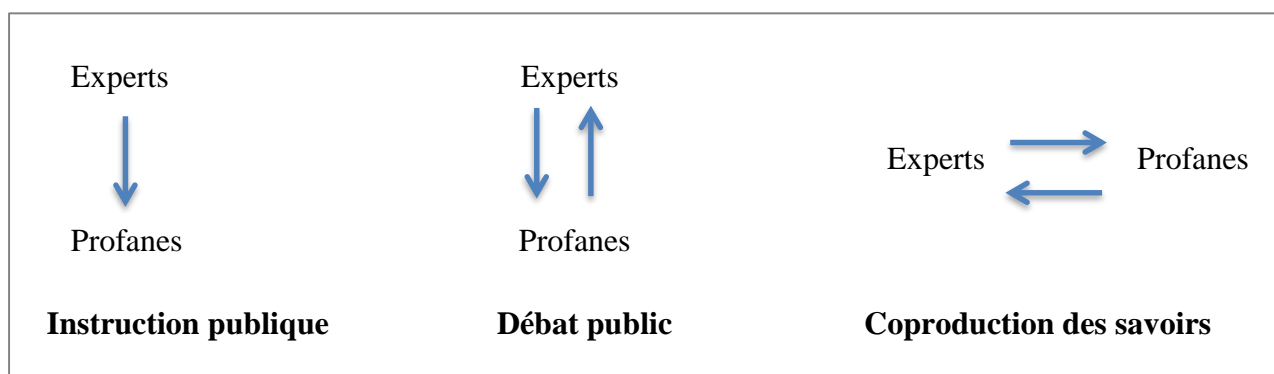 Experts
Profanes
Instruction publique
Experts
Profanes
Débat public
Experts
Profanes
Coproduction des savoirs